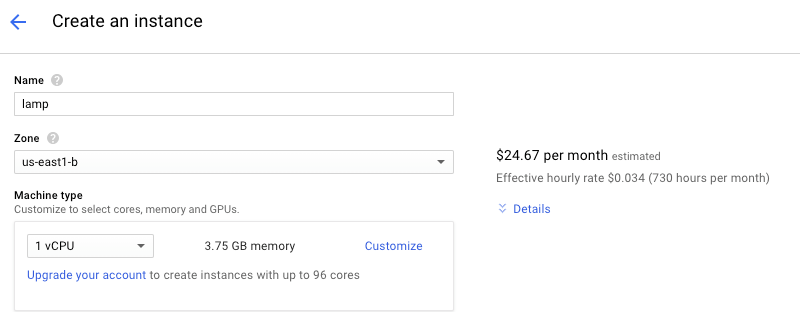 Create an instance
Name ?
lamp
Zone ?
us-east1-b
$24.67 per month estimated
Effective hourly rate $0.034 (730 hours per month)
Details
Machine type
Customize to select cores, memory and GPUs.
1 vCPU 3.75 GB memory Customize
Upgrade your account to create instances with up to 96 cores